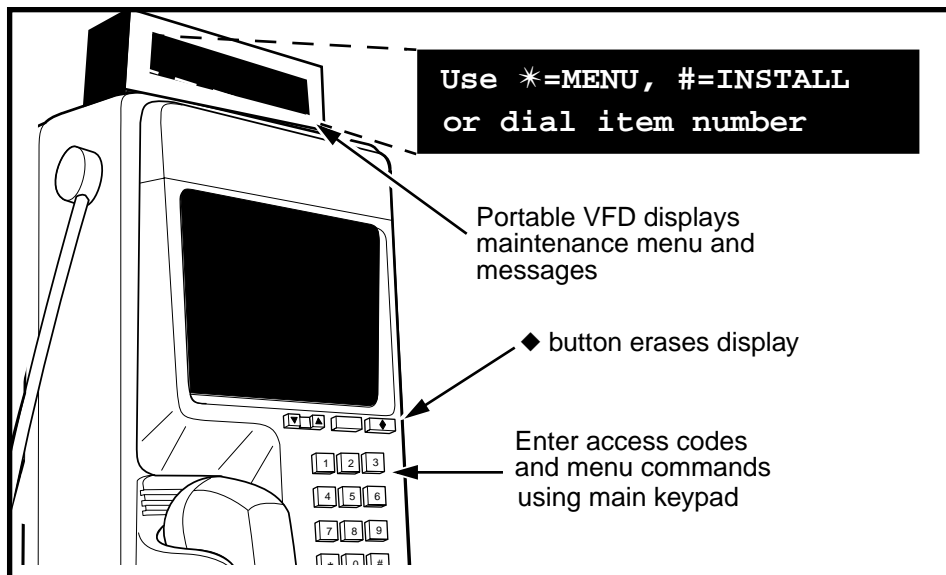 Use ✳=MENU, #=INSTALL
or dial item number
Portable VFD displays
maintenance menu and
messages
◆ button erases display
Enter access codes
and menu commands
using main keypad
▼ ▲ ◆
1 2 3
4 5 6
7 8 9
* 0 #